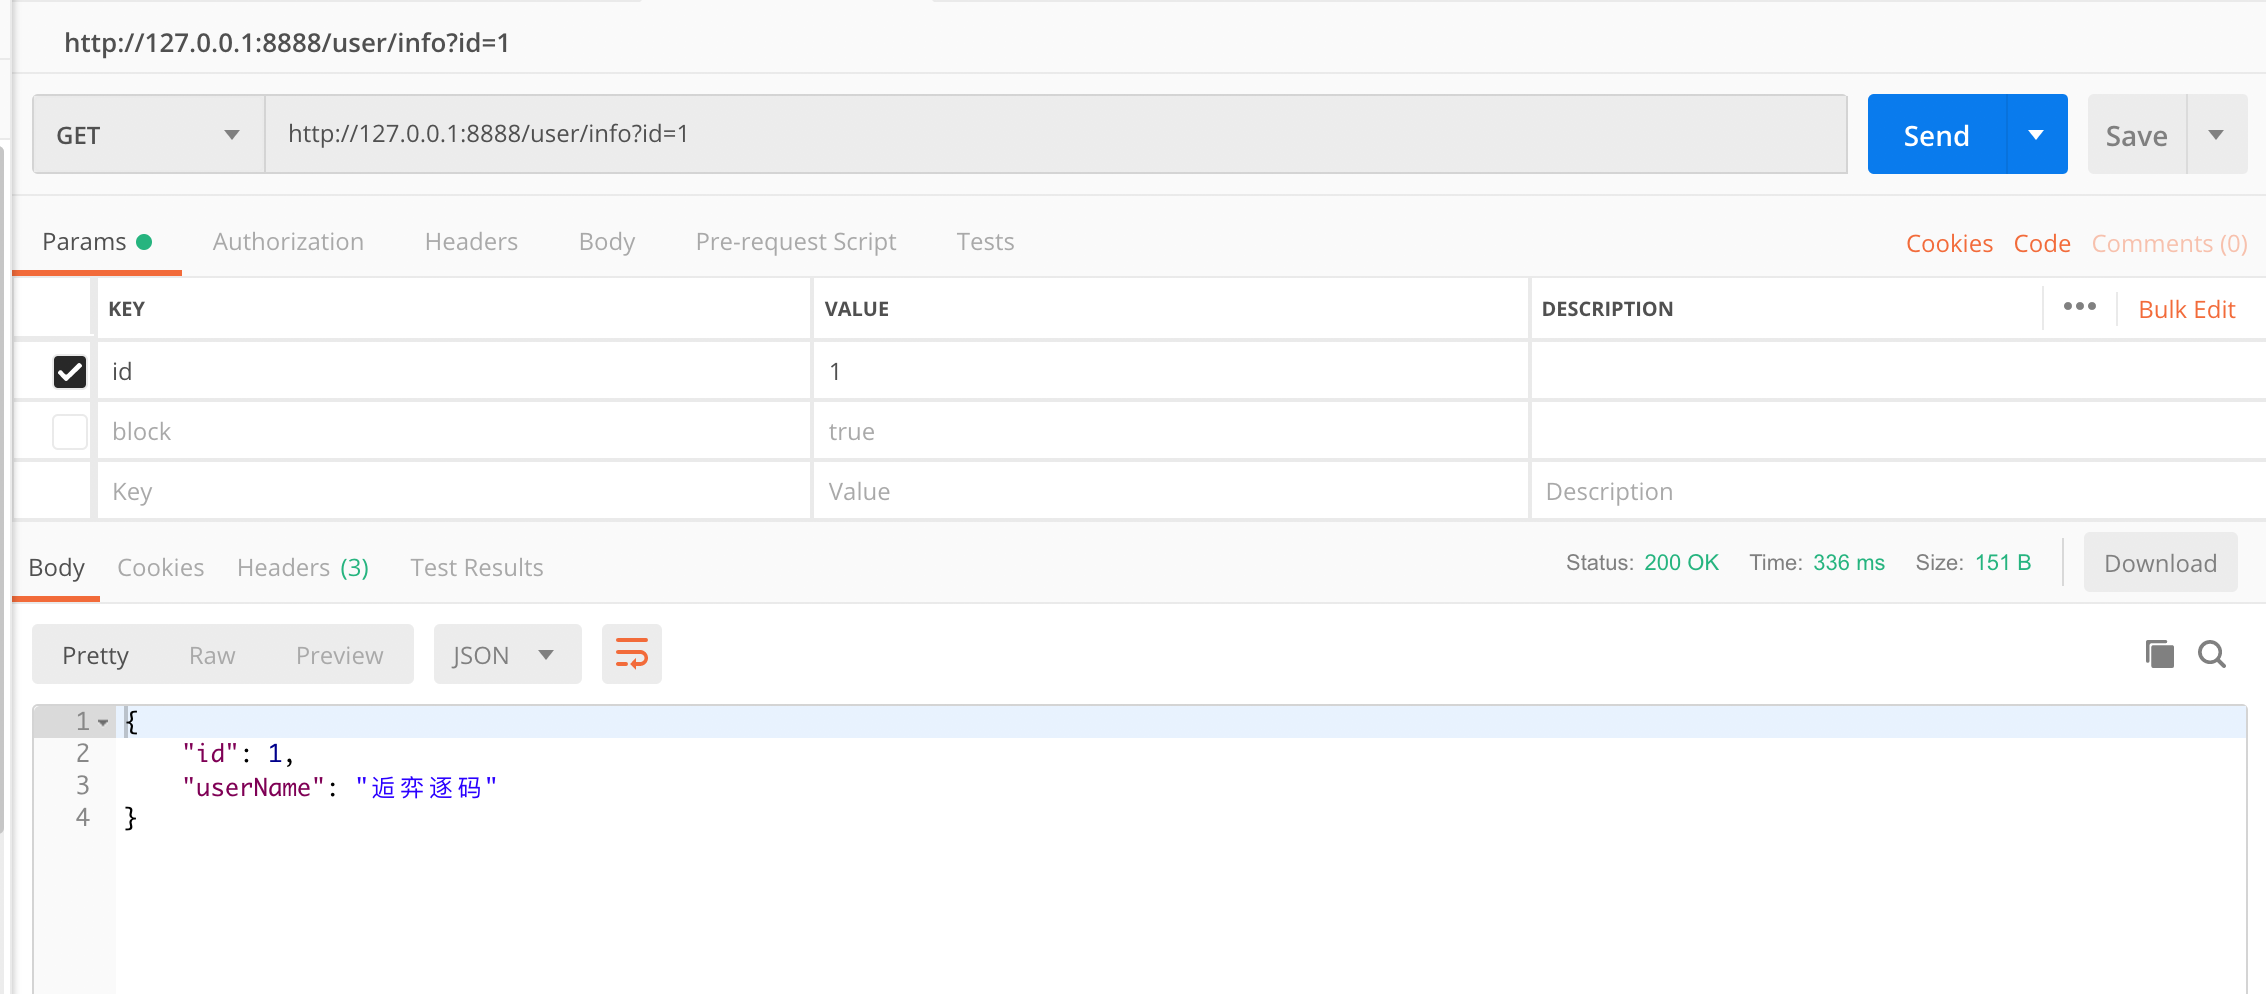 http://127.0.0.1:8888/user/info?id=1
GET http://127.0.0.1:8888/user/info?id=1 Send Save
Params Authorization Headers Body Pre-request Script Tests Cookies Code Comments (0)
KEY VALUE DESCRIPTION ••• Bulk Edit
id 1
block true
Key Value Description
Body Cookies Headers (3) Test Results Status: 200 OK Time: 336 ms Size: 151 B Download
Pretty Raw Preview JSON
1 {
2 "id": 1,
3 "userName": "逅弈逐码"
4 }